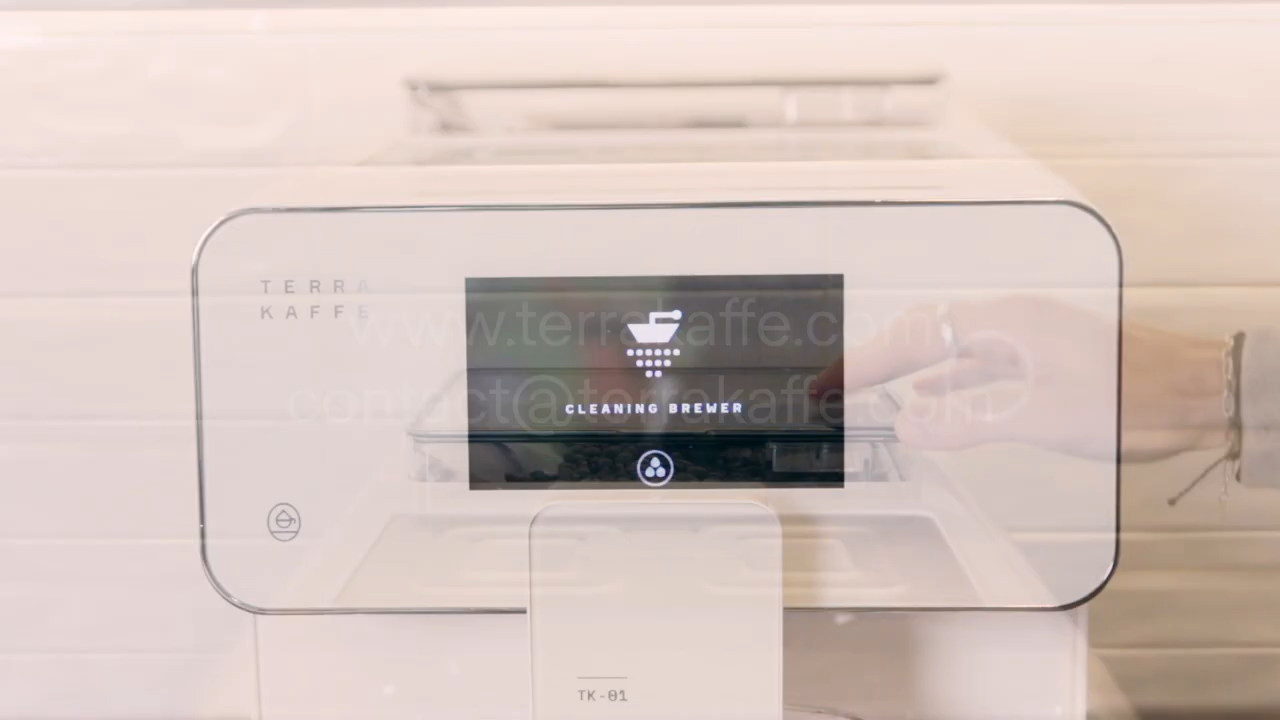 TERRA
KAFFE
www.terrakaffe.com
contact@terrakaffe.com
CLEANING BREWER
TK-01